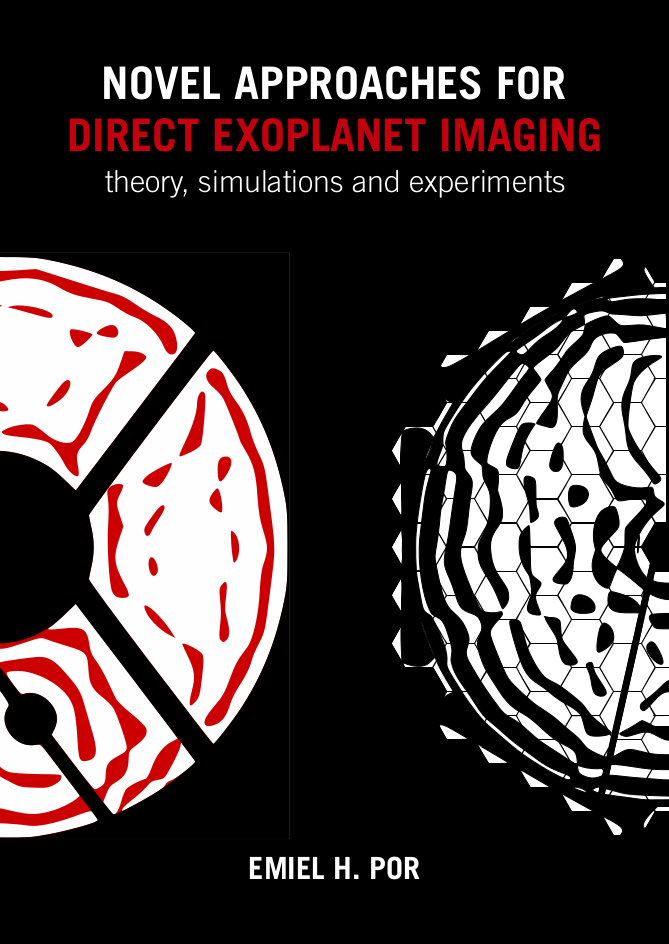 NOVEL APPROACHES FOR
DIRECT EXOPLANET IMAGING
theory, simulations and experiments
EMIEL H. POR